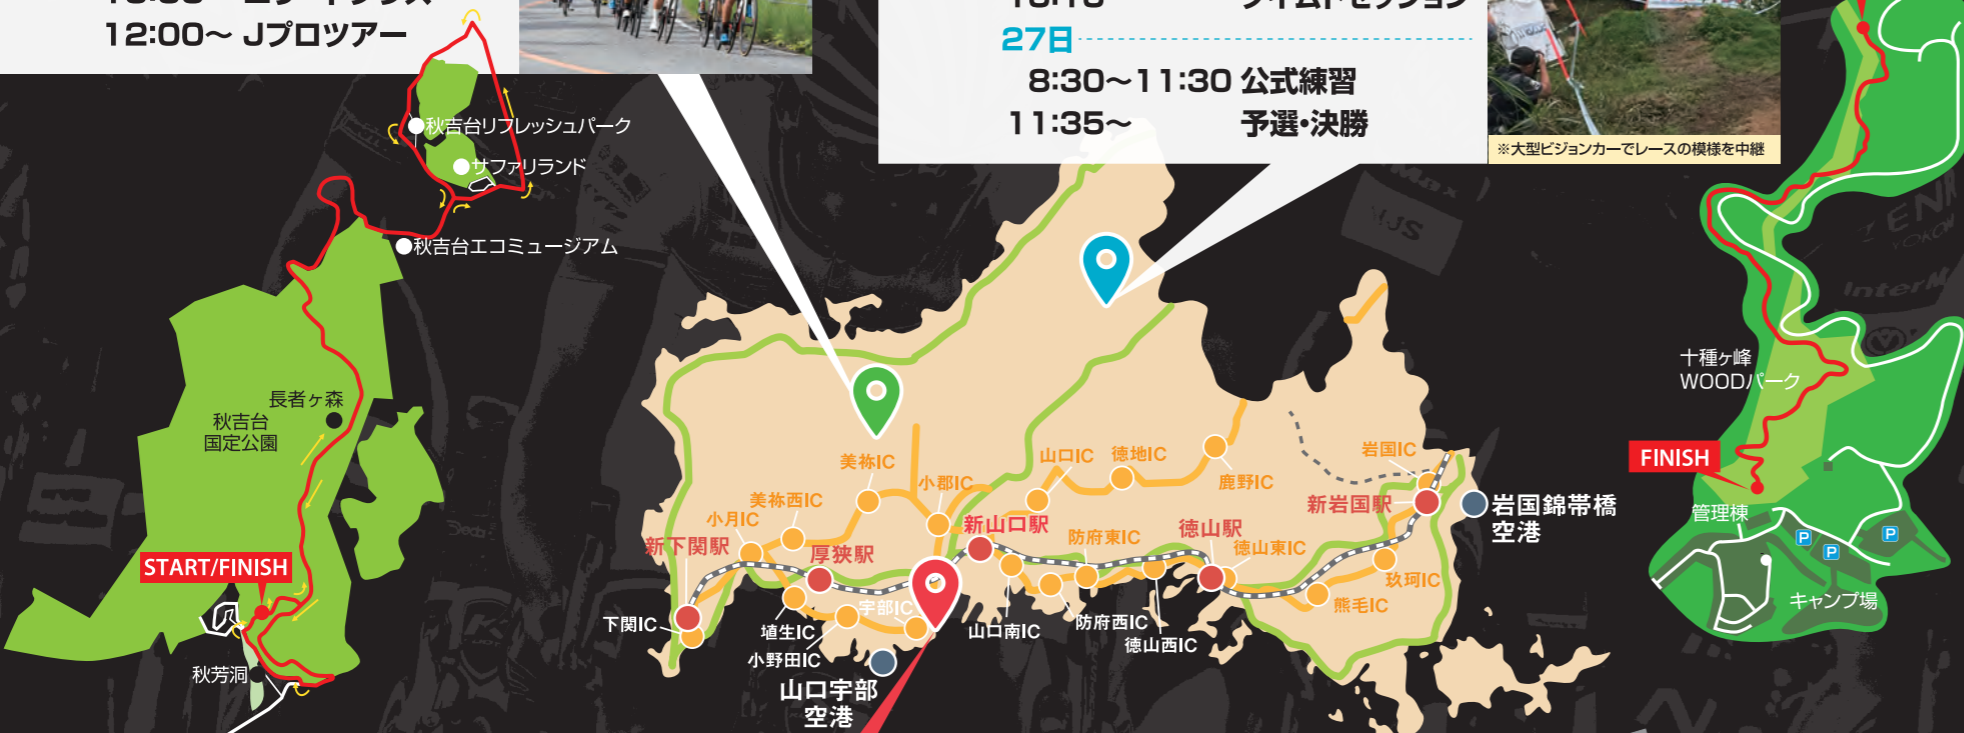 12:00～ Jプロツアー
27日
8:30～11:30 公式練習
11:35～ 予選・決勝
※大型ビジョンカーでレースの模様を中継
秋吉台リフレッシュパーク
サファリランド
秋吉台エコミュージアム
長者ヶ森
秋吉台
国定公園
START/FINISH
秋芳洞
美祢IC
美祢西IC
小月IC
小郡IC
山口IC
徳地IC
鹿野IC
岩国IC
新下関駅
厚狭駅
新山口駅
防府東IC
徳山駅
徳山東IC
新岩国駅
岩国錦帯橋
空港
玖珂IC
熊毛IC
下関IC
埴生IC
小野田IC
宇部IC
山口南IC
防府西IC
徳山西IC
山口宇部
空港
十種ヶ峰
WOODパーク
FINISH
管理棟
P
P
P
キャンプ場